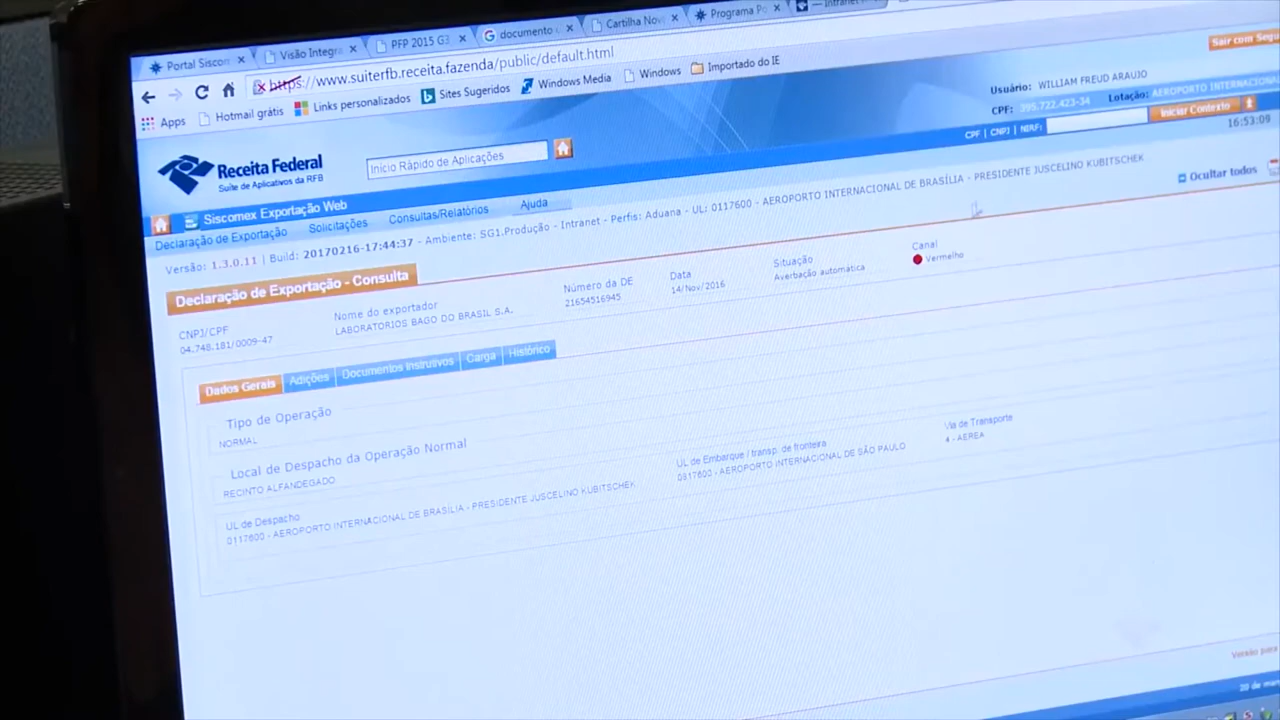 Portal Siscom
Visão Integra
PFP 2015 G3
documento
Cartilha Nov
Programa Po
Intranet
https://www.suiterfb.receita.fazenda/public/default.html
Apps
Hotmail grátis
Links personalizados
Sites Sugeridos
Windows Media
Windows
Importado do IE
Sair com Segu
Usuário: WILLIAM FREUD ARAUJO
CPF: 395.722.423-34 Lotação: AEROPORTO INTERNACIONA
CPF | CNPJ | NIRF:
Iniciar Contexto
16:53:09
Receita Federal
Suíte de Aplicativos da RFB
Início Rápido de Aplicações
Siscomex Exportação Web
Declaração de Exportação Solicitações Consultas/Relatórios Ajuda
Ocultar todos
Versão: 1.3.0.11 | Build: 20170216-17:44:37 - Ambiente: SG1.Produção - Intranet - Perfis: Aduana - UL: 0117600 - AEROPORTO INTERNACIONAL DE BRASÍLIA - PRESIDENTE JUSCELINO KUBITSCHEK
Declaração de Exportação - Consulta
CNPJ/CPF
04.748.181/0009-47
Nome do exportador
LABORATORIOS BAGO DO BRASIL S.A.
Número da DE
21654516945
Data
14/Nov/2016
Situação
Averbação automática
Canal
Vermelho
Dados Gerais Adições Documentos Instrutivos Carga Histórico
Tipo de Operação
NORMAL
Local de Despacho da Operação Normal
RECINTO ALFANDEGADO
UL de Despacho
0117600 - AEROPORTO INTERNACIONAL DE BRASÍLIA - PRESIDENTE JUSCELINO KUBITSCHEK
UL de Embarque / transp. de fronteira
0817600 - AEROPORTO INTERNACIONAL DE SÃO PAULO
Via de Transporte
4 - AEREA
Versão para
20 de mar